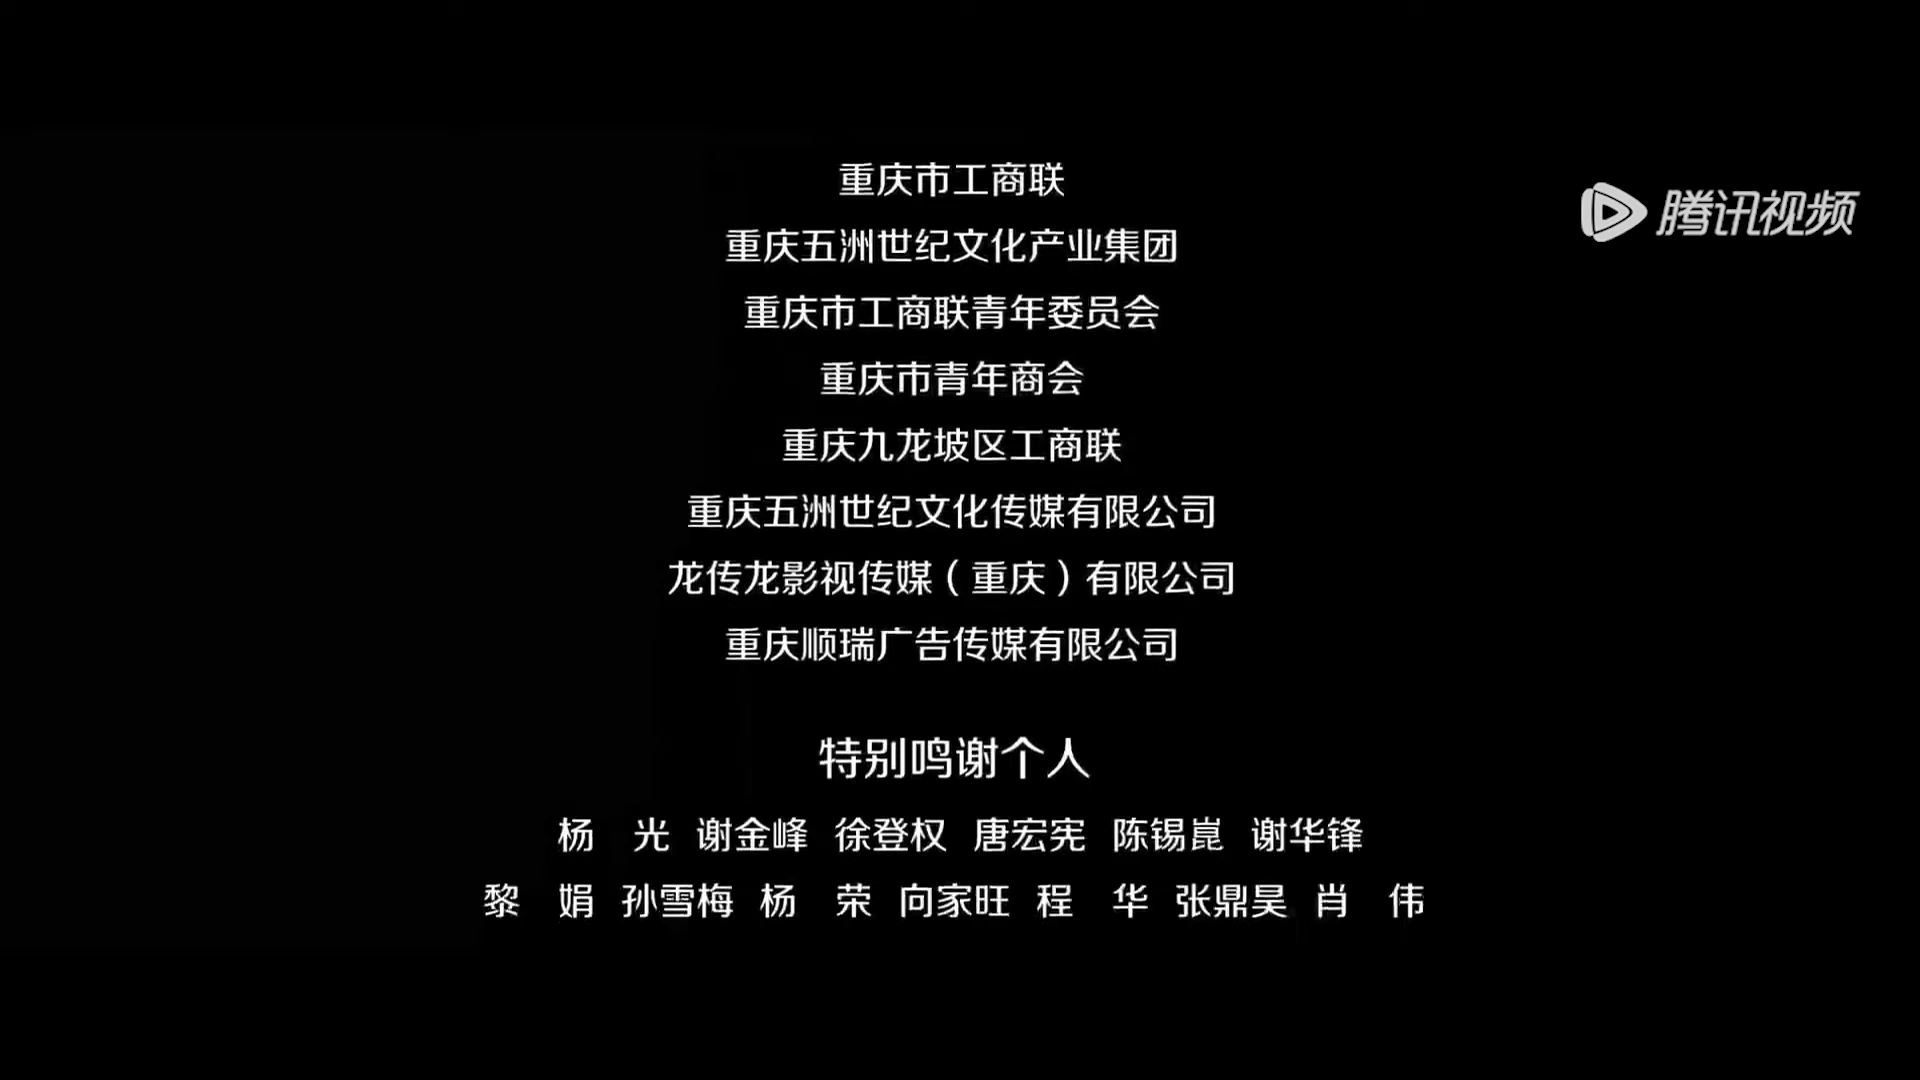 重庆市工商联
腾讯视频
重庆五洲世纪文化产业集团
重庆市工商联青年委员会
重庆市青年商会
重庆九龙坡区工商联
重庆五洲世纪文化传媒有限公司
龙传龙影视传媒（重庆）有限公司
重庆顺瑞广告传媒有限公司
特别鸣谢个人
杨　光 谢金峰 徐登权 唐宏宪 陈锡崑 谢华锋
黎　娟 孙雪梅 杨　荣 向家旺 程　华 张鼎昊 肖　伟